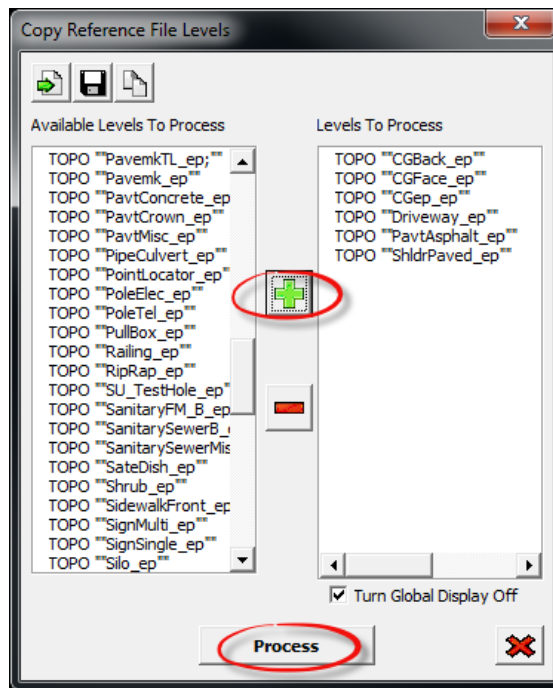 Copy Reference File Levels
Available Levels To Process
TOPO ""PavemkTL_ep;""
TOPO ""Pavemk_ep""
TOPO ""PavtConcrete_ep
TOPO ""PavtCrown_ep""
TOPO ""PavtMisc_ep""
TOPO ""PipeCulvert_ep""
TOPO ""PointLocator_ep"
TOPO ""PoleElec_ep""
TOPO ""PoleTel_ep""
TOPO ""PullBox_ep""
TOPO ""Railing_ep""
TOPO ""RipRap_ep""
TOPO ""SU_TestHole_ep"
TOPO ""SanitaryFM_B_ep
TOPO ""SanitarySewerB_
TOPO ""SanitarySewerMis
TOPO ""SateDish_ep""
TOPO ""Shrub_ep""
TOPO ""SidewalkFront_ep
TOPO ""SignMulti_ep""
TOPO ""SignSingle_ep""
TOPO ""Silo_ep""
Levels To Process
TOPO ""CGBack_ep""
TOPO ""CGFace_ep""
TOPO ""CGep_ep""
TOPO ""Driveway_ep""
TOPO ""PavtAsphalt_ep""
TOPO ""ShldrPaved_ep""
Turn Global Display Off
Process